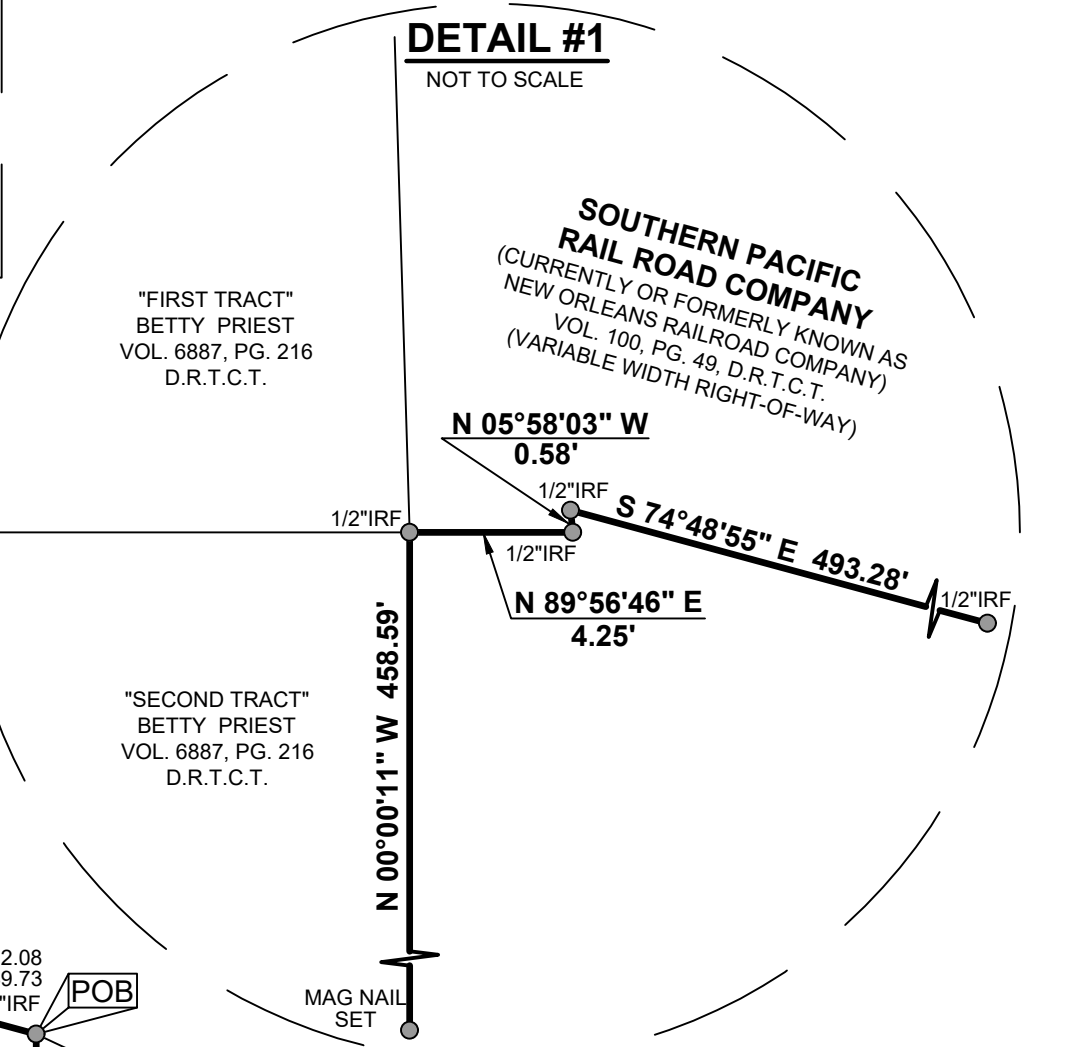 DETAIL #1
NOT TO SCALE
SOUTHERN PACIFIC
RAIL ROAD COMPANY
(CURRENTLY OR FORMERLY KNOWN AS
NEW ORLEANS RAILROAD COMPANY)
VOL. 100, PG. 49, D.R.T.C.T.
(VARIABLE WIDTH RIGHT-OF-WAY)
"FIRST TRACT"
BETTY PRIEST
VOL. 6887, PG. 216
D.R.T.C.T.
N 05°58'03" W
0.58'
1/2"IRF
1/2"IRF
1/2"IRF
S 74°48'55" E 493.28'
1/2"IRF
N 89°56'46" E
4.25'
N 00°00'11" W 458.59'
"SECOND TRACT"
BETTY PRIEST
VOL. 6887, PG. 216
D.R.T.C.T.
2.08
9.73
"IRF
POB
MAG NAIL
SET